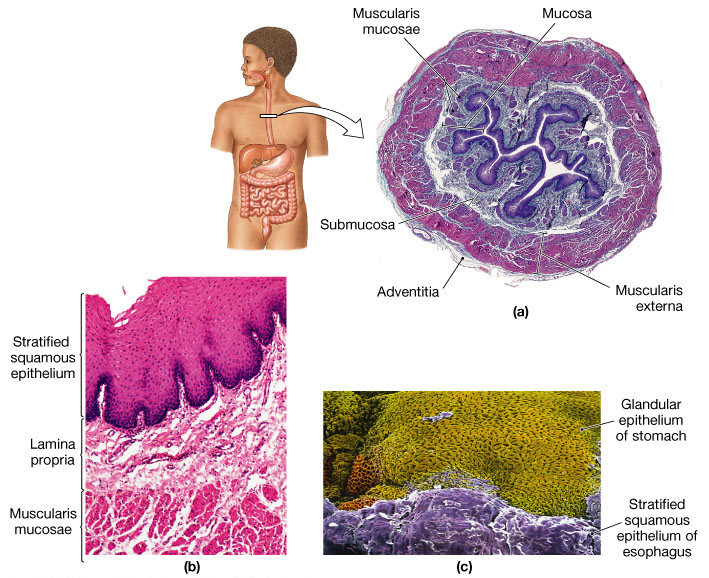 Muscularis
mucosae
Mucosa
Submucosa
Adventitia
Muscularis
externa
(a)
Stratified
squamous
epithelium
Lamina
propria
Muscularis
mucosae
(b)
Glandular
epithelium
of stomach
Stratified
squamous
epithelium of
esophagus
(c)